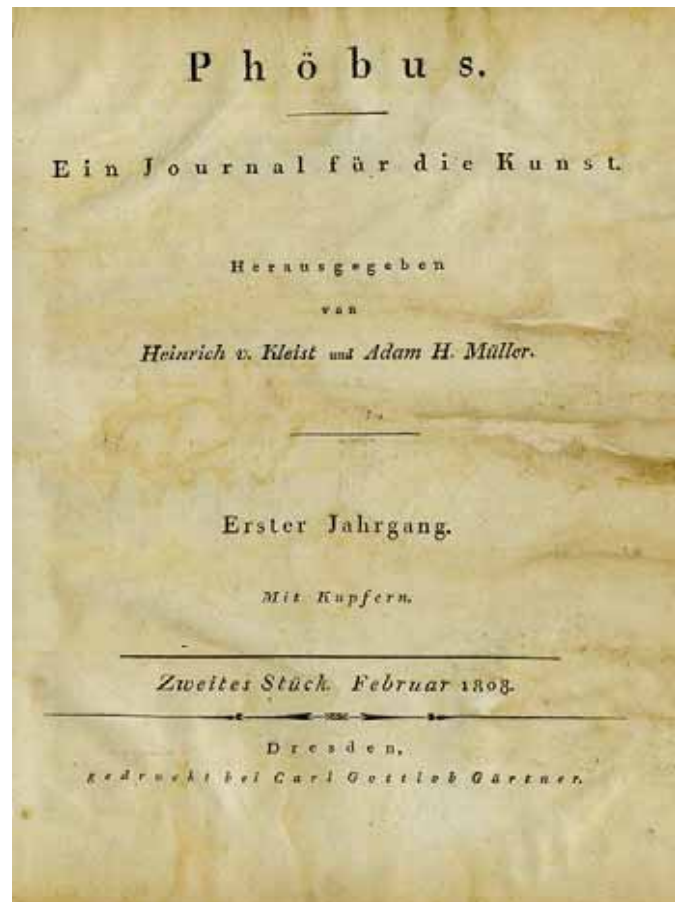 Phöbus.
Ein Journal für die Kunst.
Herausgegeben
von
Heinrich v. Kleist und Adam H. Müller.
Erster Jahrgang.
Mit Kupfern.
Zweites Stück. Februar 1808.
Dresden,
gedruckt bei Carl Gottlob Gärtner.